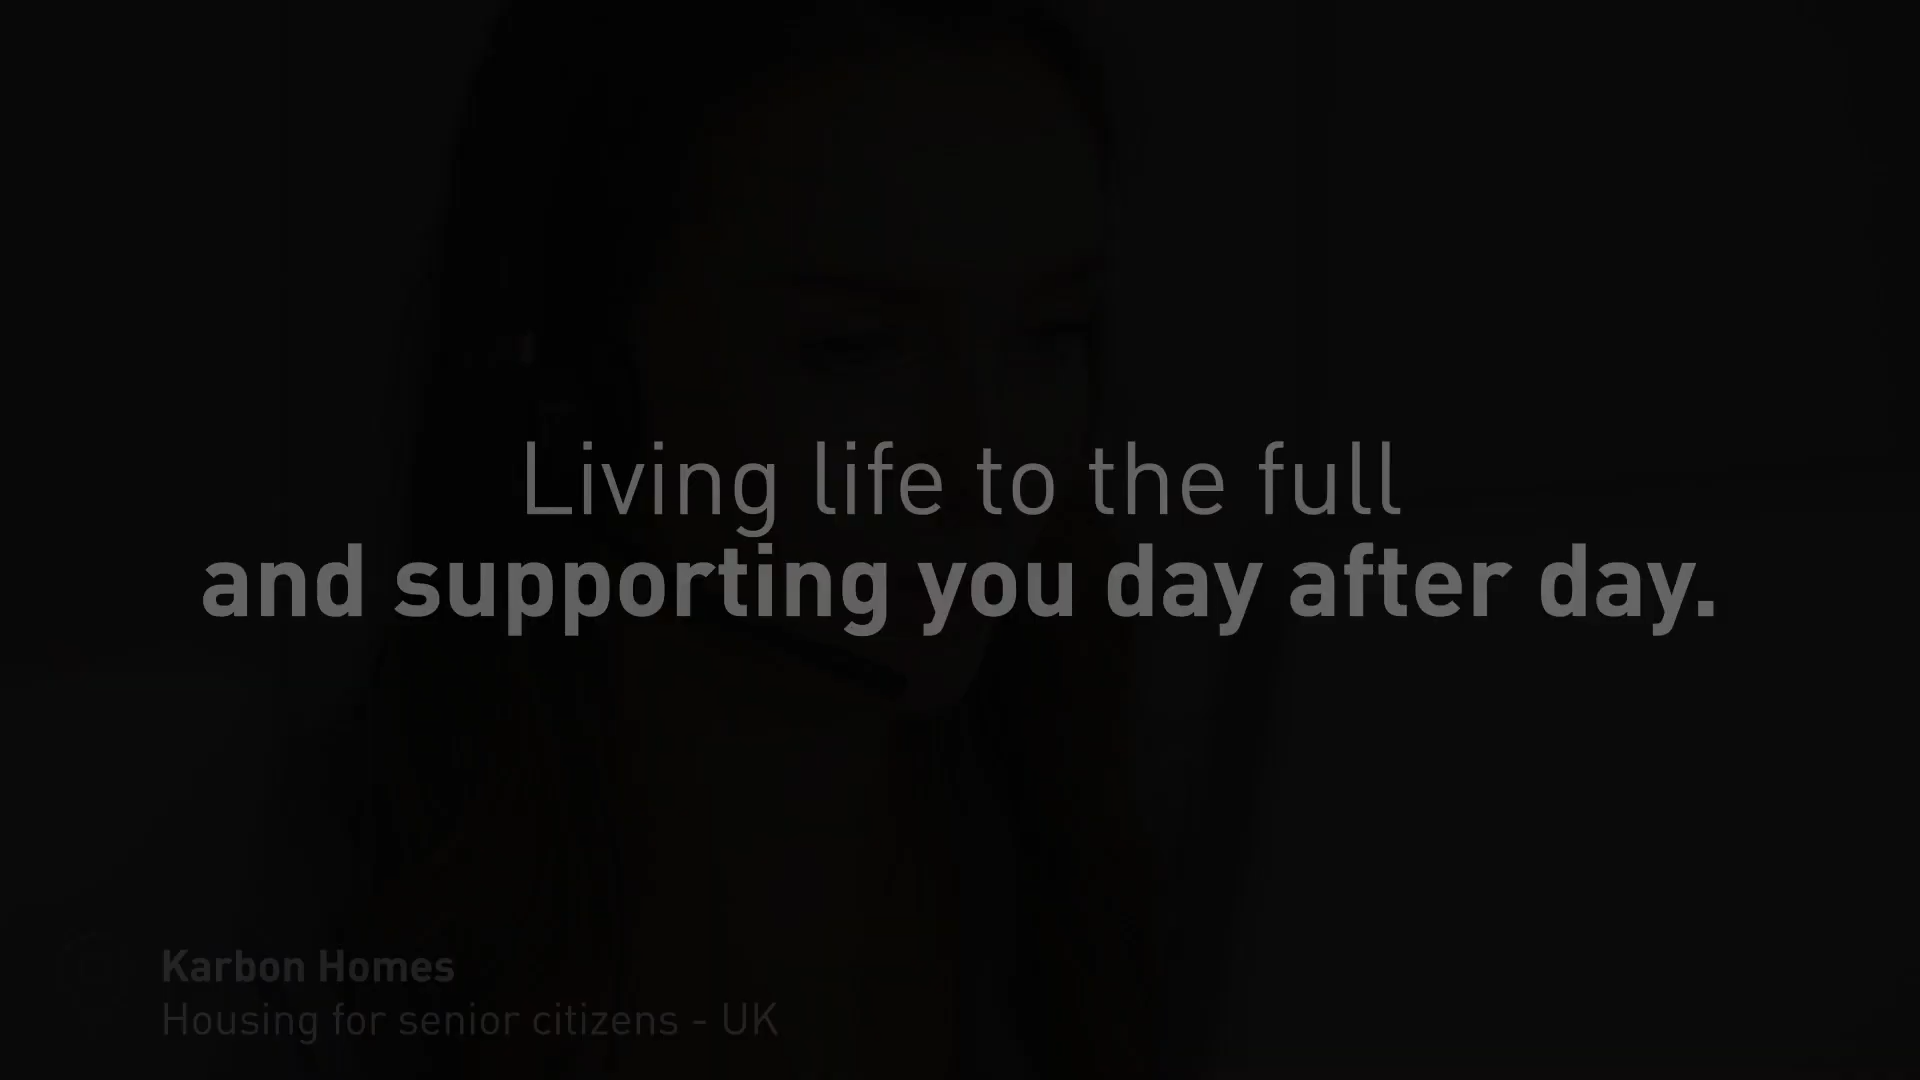 Living life to the full
and supporting you day after day.
Karbon Homes
Housing for senior citizens - UK